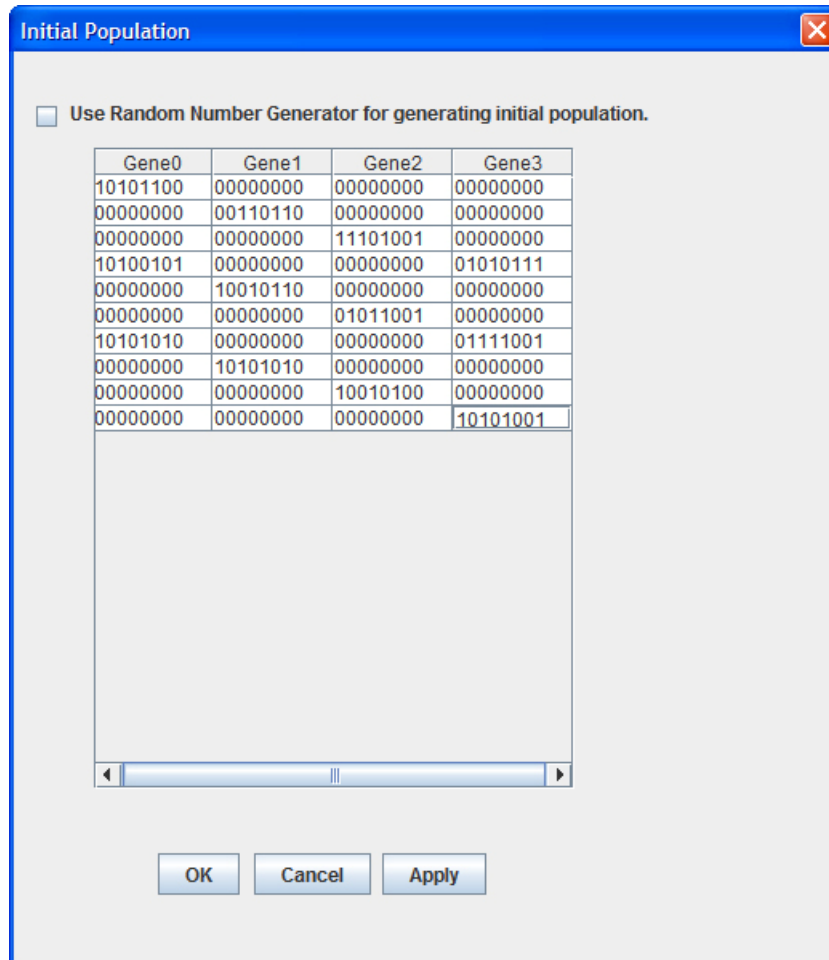 Initial Population
Use Random Number Generator for generating initial population.
Gene0 Gene1 Gene2 Gene3
10101100 00000000 00000000 00000000
00000000 00110110 00000000 00000000
00000000 00000000 11101001 00000000
10100101 00000000 00000000 01010111
00000000 10010110 00000000 00000000
00000000 00000000 01011001 00000000
10101010 00000000 00000000 01111001
00000000 10101010 00000000 00000000
00000000 00000000 10010100 00000000
00000000 00000000 00000000 10101001
OK Cancel Apply